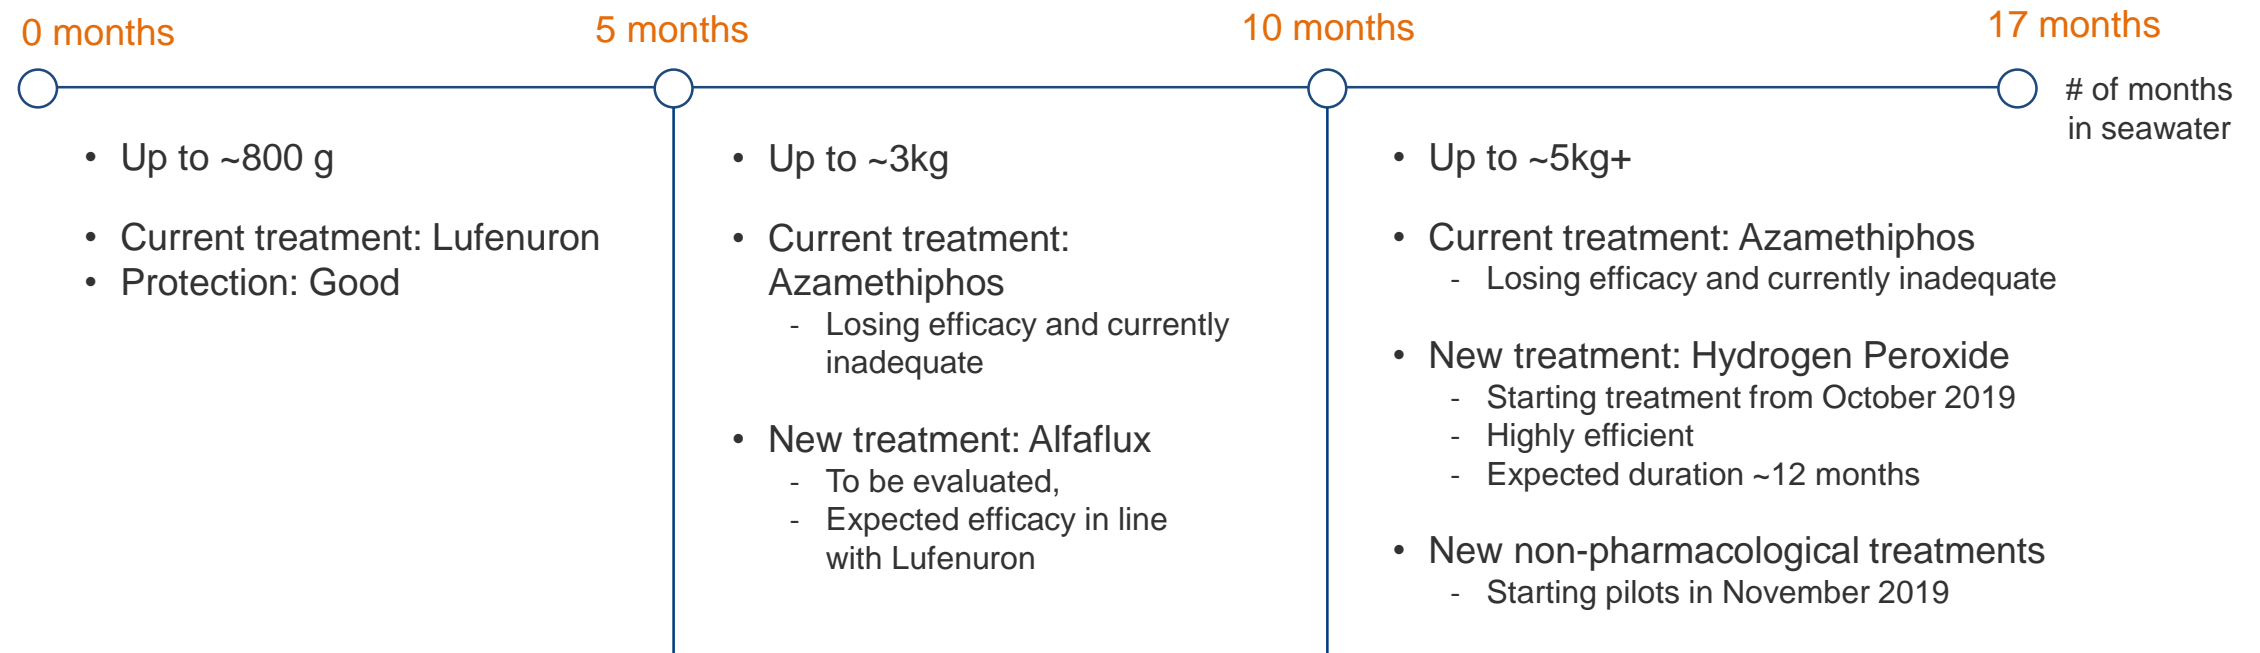 0 months
5 months
10 months
17 months
# of months
in seawater
• Up to ~800 g
• Current treatment: Lufenuron
• Protection: Good
• Up to ~3kg
• Current treatment:
Azamethiphos
- Losing efficacy and currently
inadequate
• New treatment: Alfaflux
- To be evaluated,
- Expected efficacy in line
with Lufenuron
• Up to ~5kg+
• Current treatment: Azamethiphos
- Losing efficacy and currently inadequate
• New treatment: Hydrogen Peroxide
- Starting treatment from October 2019
- Highly efficient
- Expected duration ~12 months
• New non-pharmacological treatments
- Starting pilots in November 2019